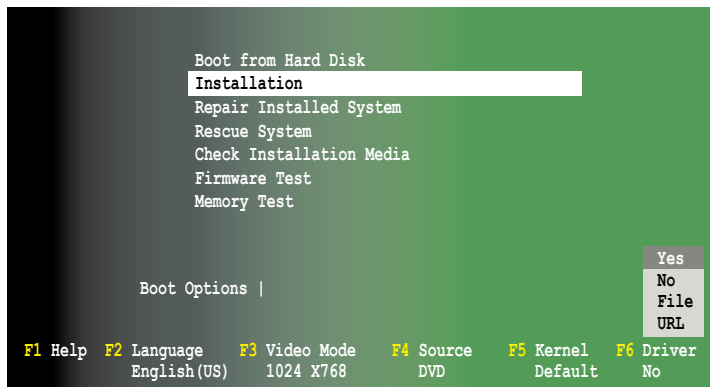 Boot from Hard Disk
Installation
Repair Installed System
Rescue System
Check Installation Media
Firmware Test
Memory Test
Yes
No
File
URL
Boot Options |
F1 Help F2 Language F3 Video Mode F4 Source F5 Kernel F6 Driver
English(US) 1024 X768 DVD Default No